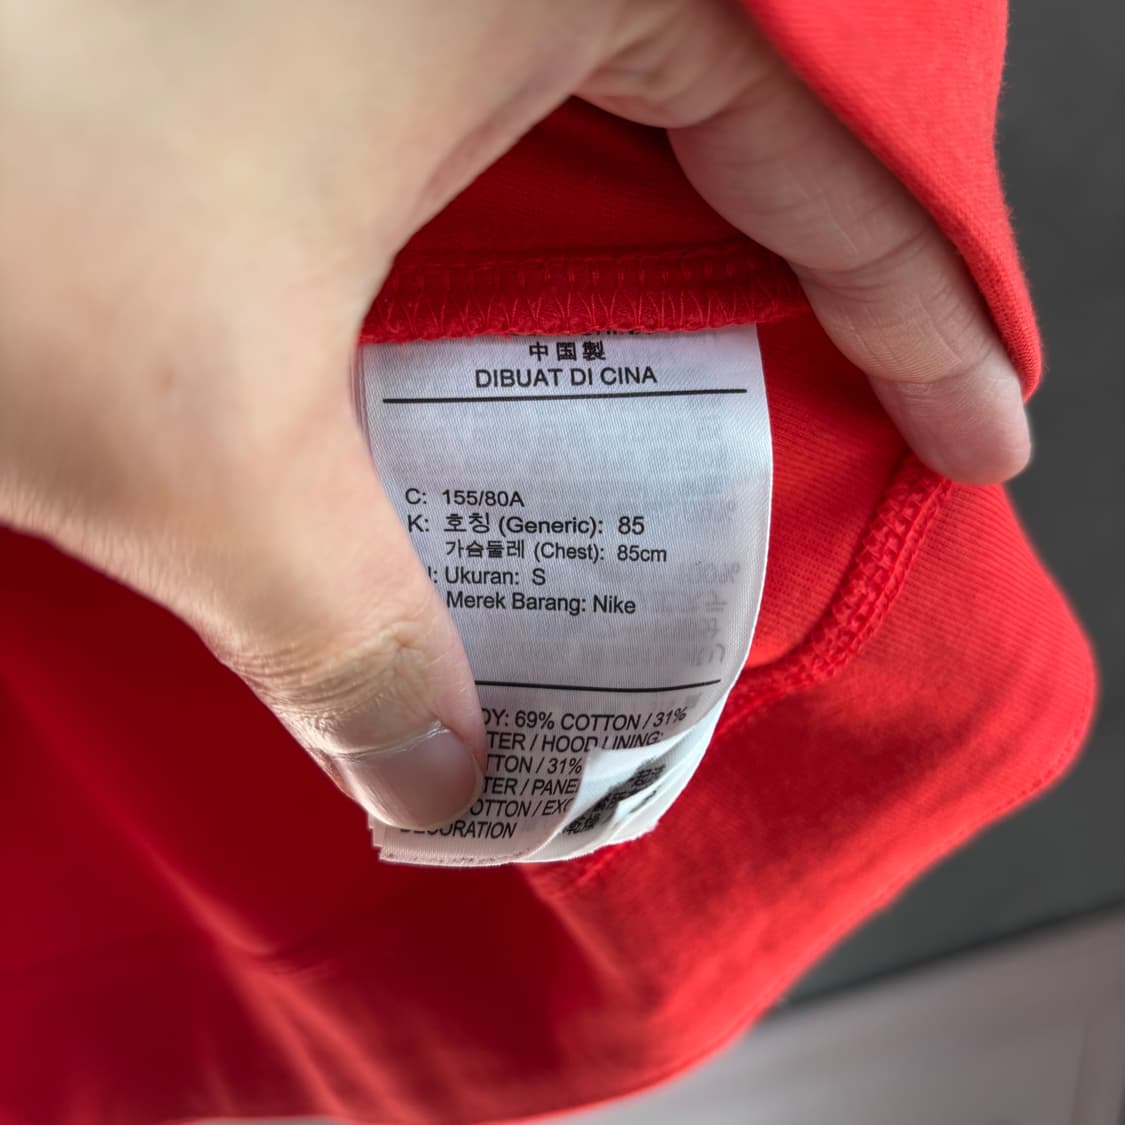 中国製
DIBUAT DI CINA
C: 155/80A
K: 호칭 (Generic): 85
가슴둘레 (Chest): 85cm
: Ukuran: S
Merek Barang: Nike
DY: 69% COTTON / 31%
TER / HOOD LINING:
TTON / 31%
TER / PANE
OTTON / EXC
DECORATION